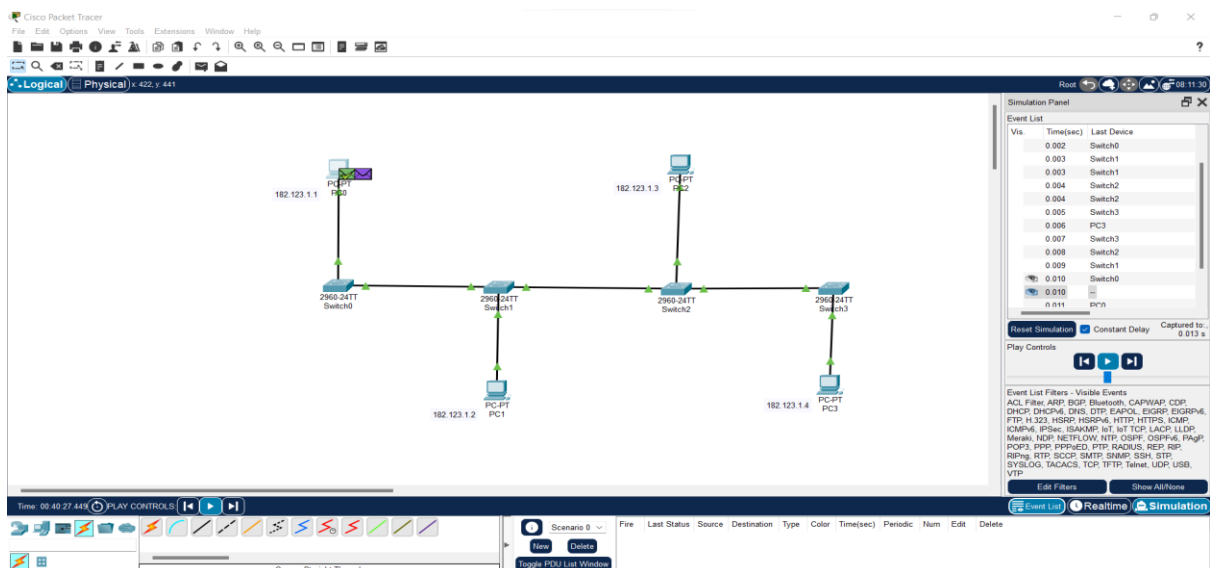 Cisco Packet Tracer
File Edit Options View Tools Extensions Window Help
?
Logical Physical x: 422, y: 441 Root 08:11:30
Simulation Panel
Event List
Vis. Time(sec) Last Device
0.002 Switch0
0.003 Switch1
0.003 Switch1
0.004 Switch2
0.004 Switch2
0.005 Switch3
0.006 PC3
0.007 Switch3
0.008 Switch2
0.009 Switch1
0.010 Switch0
0.010 --
0.011 PC0
Reset Simulation Constant Delay Captured to:
0.013 s
Play Controls
Event List Filters - Visible Events
ACL Filter, ARP, BGP, Bluetooth, CAPWAP, CDP,
DHCP, DHCPv6, DNS, DTP, EAPOL, EIGRP, EIGRPv6,
FTP, H.323, HSRP, HSRPv6, HTTP, HTTPS, ICMP,
ICMPv6, IPSec, ISAKMP, IoT, IoT TCP, LACP, LLDP,
Meraki, NDP, NETFLOW, NTP, OSPF, OSPFv6, PAgP,
POP3, PPP, PPPoED, PTP, RADIUS, REP, RIP,
RIPng, RTP, SCCP, SMTP, SNMP, SSH, STP,
SYSLOG, TACACS, TCP, TFTP, Telnet, UDP, USB,
VTP
Edit Filters Show All/None
PC-PT
PC0
182.123.1.1
PC-PT
PC2
182.123.1.3
2960-24TT
Switch0
2960-24TT
Switch1
2960-24TT
Switch2
2960-24TT
Switch3
PC-PT
PC1
182.123.1.2
PC-PT
PC3
182.123.1.4
Time: 00:40:27.449 PLAY CONTROLS: Event List Realtime Simulation
Scenario 0
New Delete
Toggle PDU List Window
Fire Last Status Source Destination Type Color Time(sec) Periodic Num Edit Delete